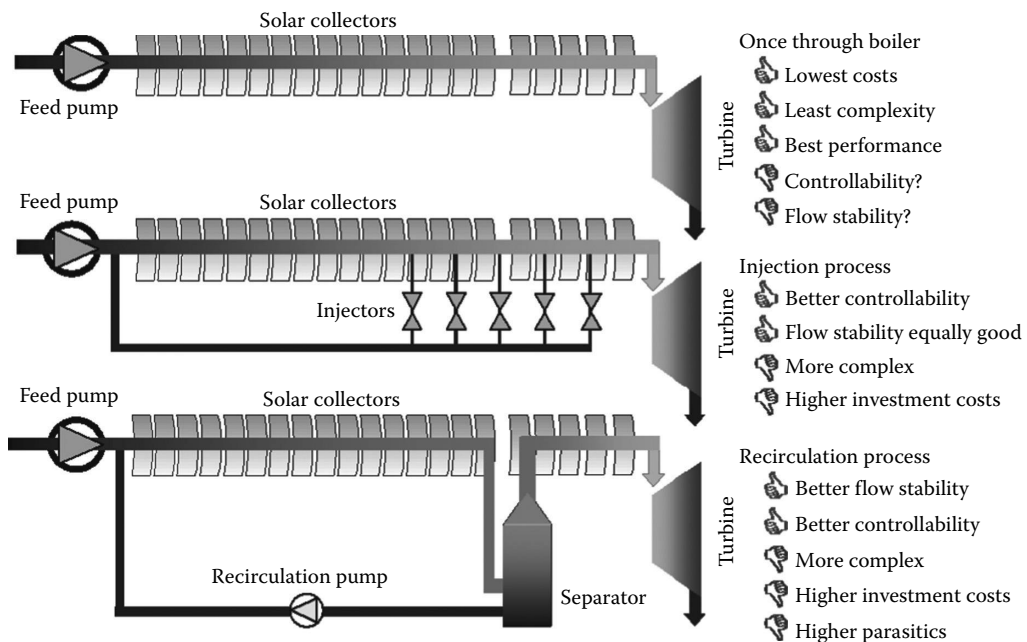 Solar collectors
Feed pump
Turbine
Once through boiler
Lowest costs
Least complexity
Best performance
Controllability?
Flow stability?
Feed pump
Solar collectors
Injectors
Turbine
Injection process
Better controllability
Flow stability equally good
More complex
Higher investment costs
Feed pump
Solar collectors
Recirculation pump
Separator
Turbine
Recirculation process
Better flow stability
Better controllability
More complex
Higher investment costs
Higher parasitics